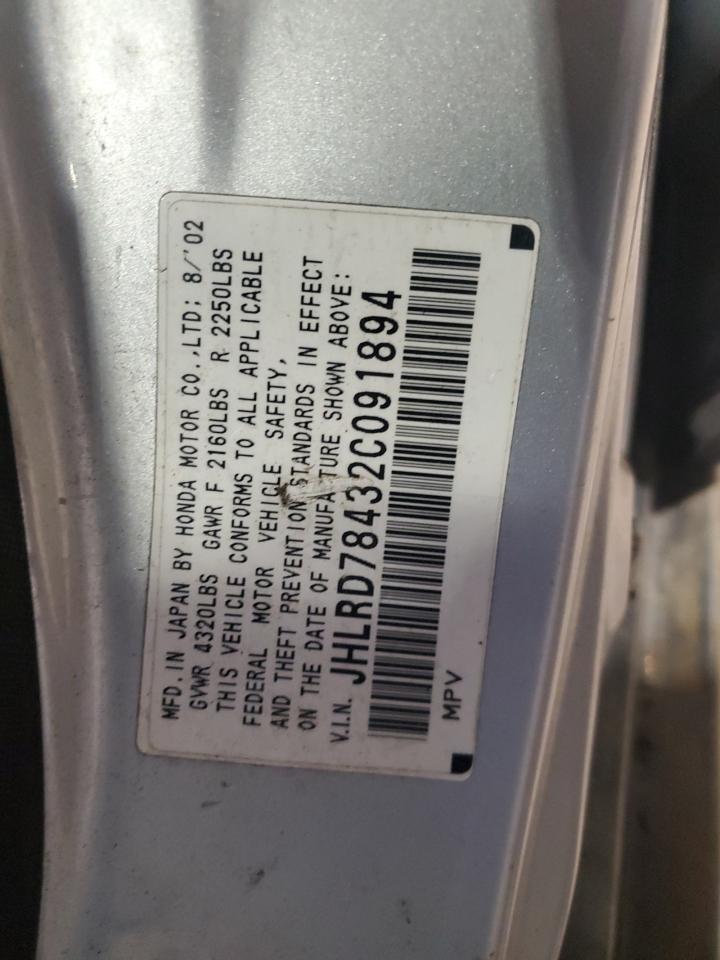 MFD. IN JAPAN BY HONDA MOTOR CO., LTD: 8/'02
GVWR 4320LBS GAWR F 2160LBS R 2250LBS
THIS VEHICLE CONFORMS TO ALL APPLICABLE
FEDERAL MOTOR VEHICLE SAFETY,
AND THEFT PREVENTION STANDARDS IN EFFECT
ON THE DATE OF MANUFACTURE SHOWN ABOVE:
V.I.N. JHLRD78432C091894
MPV